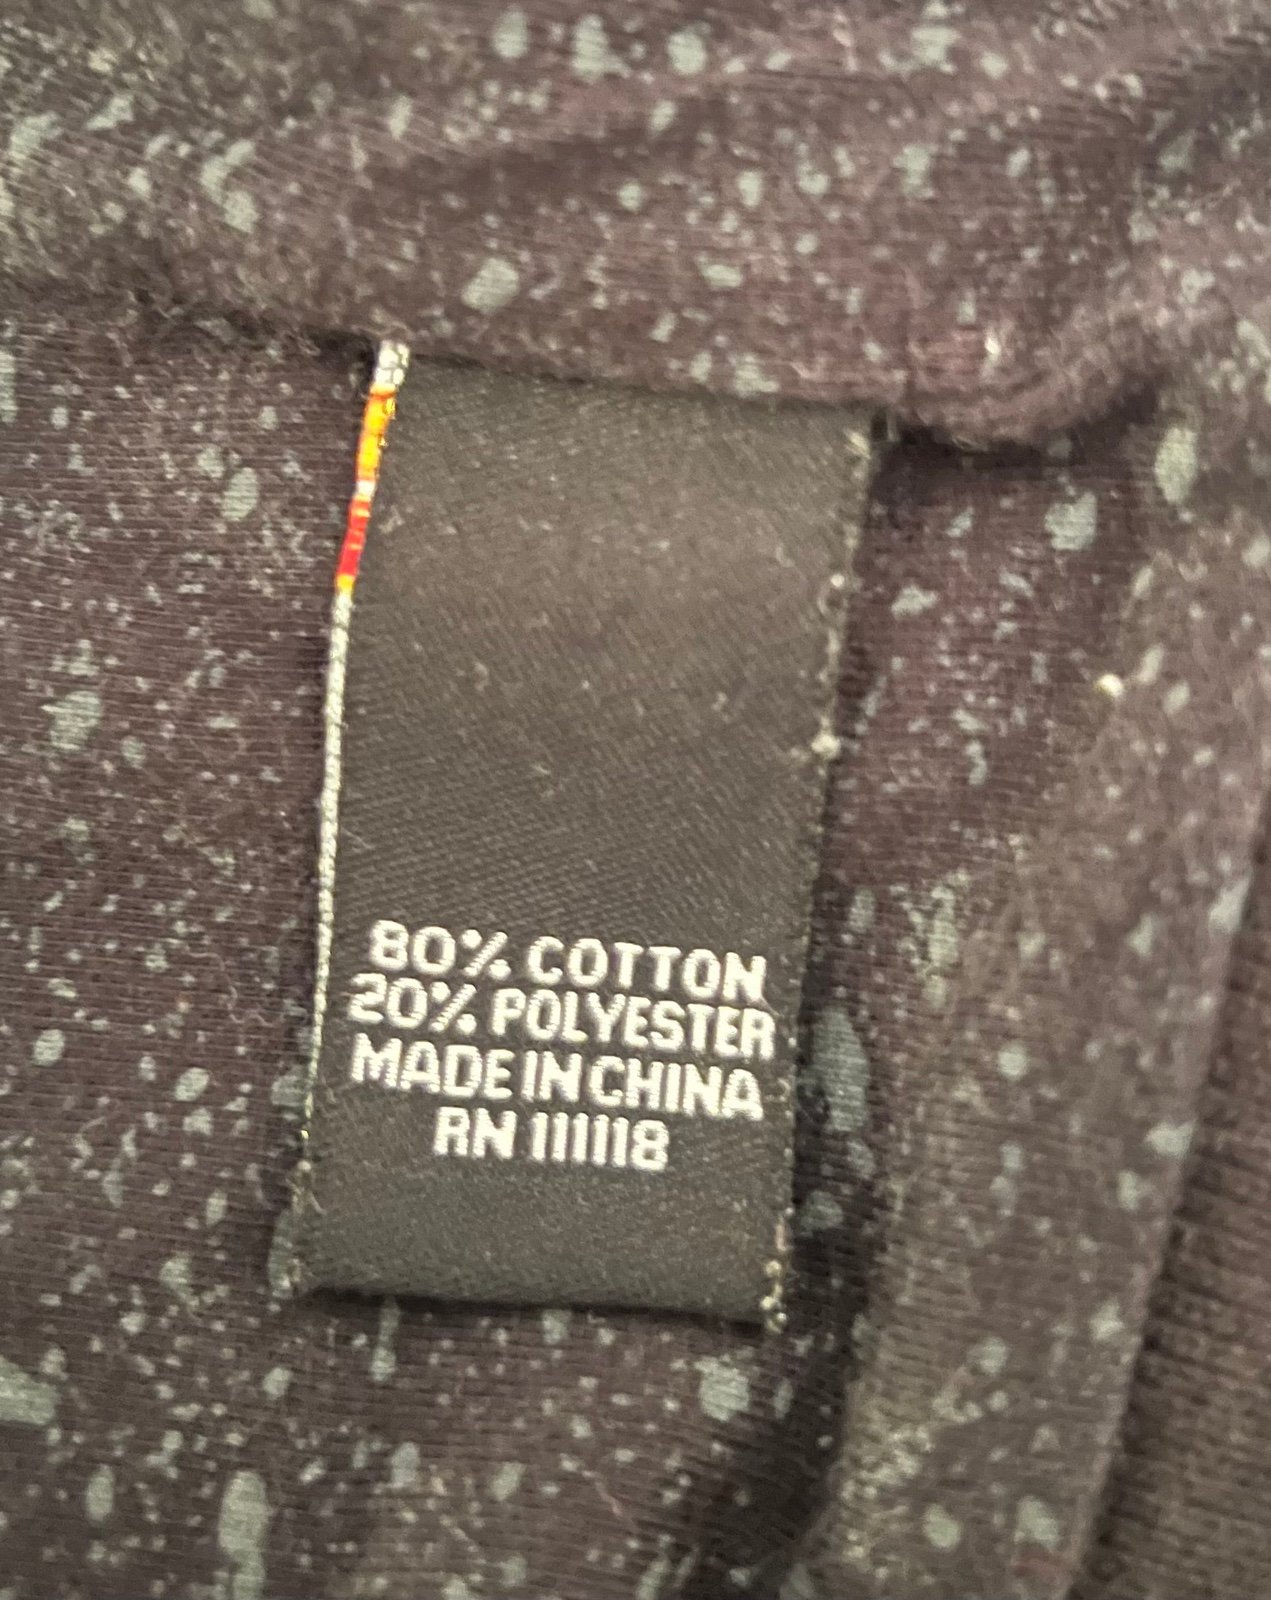 80% COTTON
20% POLYESTER
MADE IN CHINA
RN 111118